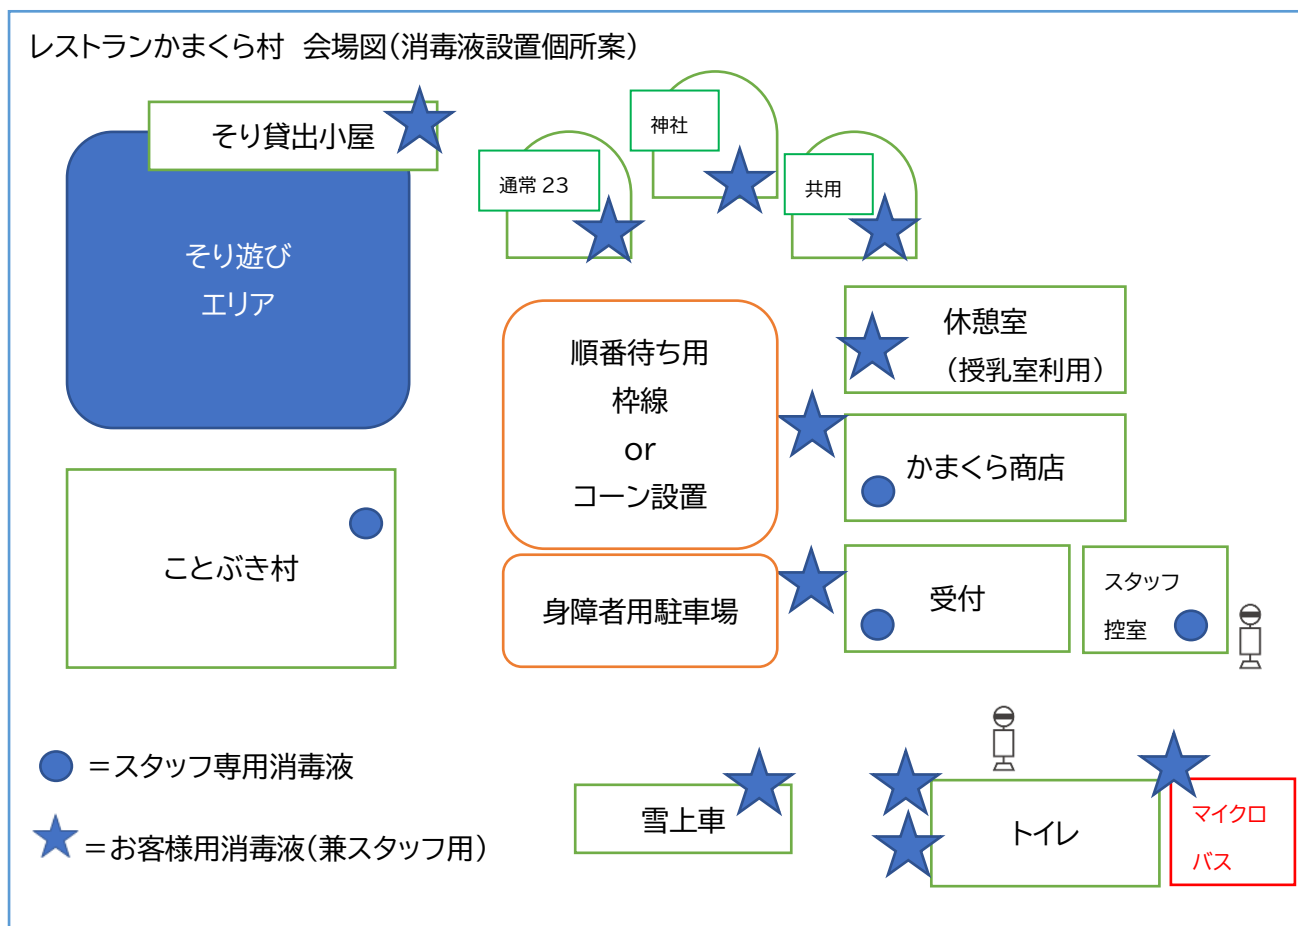 レストランかまくら村　会場図(消毒液設置個所案)
そり貸出小屋
神社
通常 23
共用
そり遊び
エリア
順番待ち用
枠線
or
コーン設置
休憩室
(授乳室利用)
かまくら商店
ことぶき村
身障者用駐車場
受付
スタッフ
控室
＝スタッフ専用消毒液
＝お客様用消毒液(兼スタッフ用)
雪上車
トイレ
マイクロ
バス